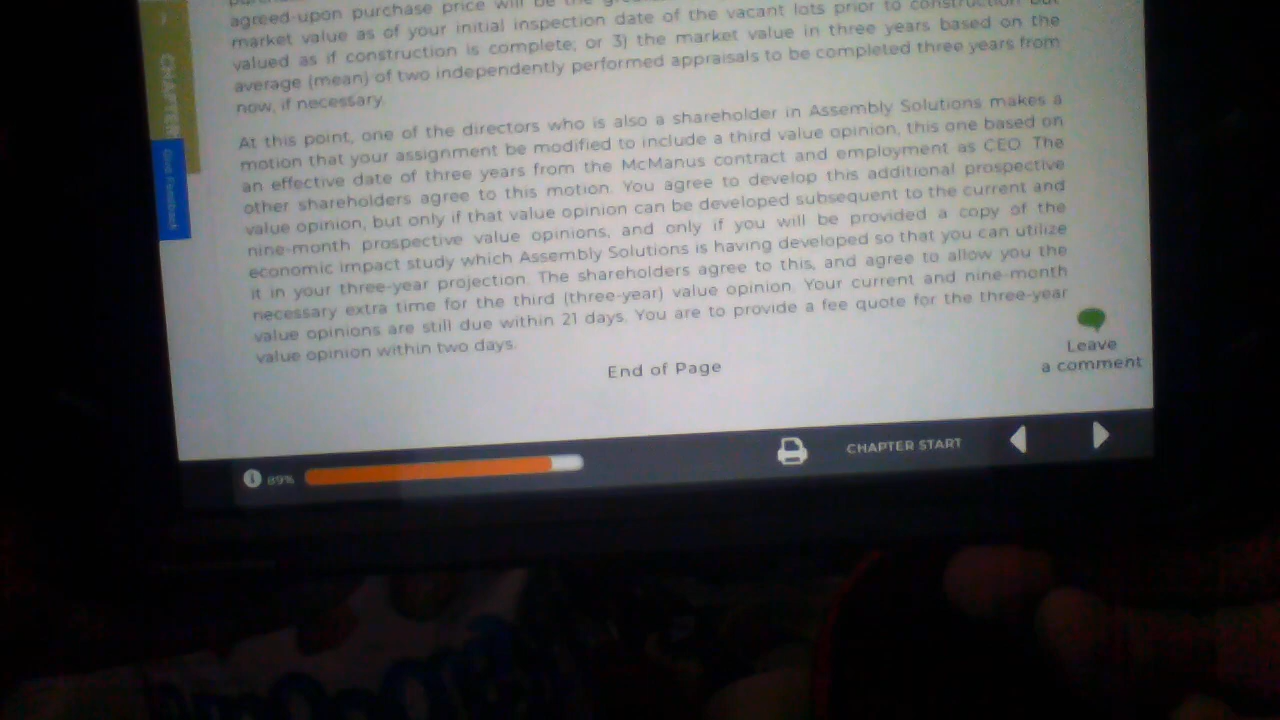 agreed-upon purchase price will be the
market value as of your initial inspection date of the vacant lots prior to construction but
valued as if construction is complete; or 3) the market value in three years based on the
average (mean) of two independently performed appraisals to be completed three years from
now, if necessary.
At this point, one of the directors who is also a shareholder in Assembly Solutions makes a
motion that your assignment be modified to include a third value opinion, this one based on
an effective date of three years from the McManus contract and employment as CEO. The
other shareholders agree to this motion. You agree to develop this additional prospective
value opinion, but only if that value opinion can be developed subsequent to the current and
nine-month prospective value opinions, and only if you will be provided a copy of the
economic impact study which Assembly Solutions is having developed so that you can utilize
it in your three-year projection. The shareholders agree to this, and agree to allow you the
necessary extra time for the third (three-year) value opinion. Your current and nine-month
value opinions are still due within 21 days. You are to provide a fee quote for the three-year
value opinion within two days.
End of Page
Leave
a comment
CHAPTER
Give Feedback
89%
CHAPTER START